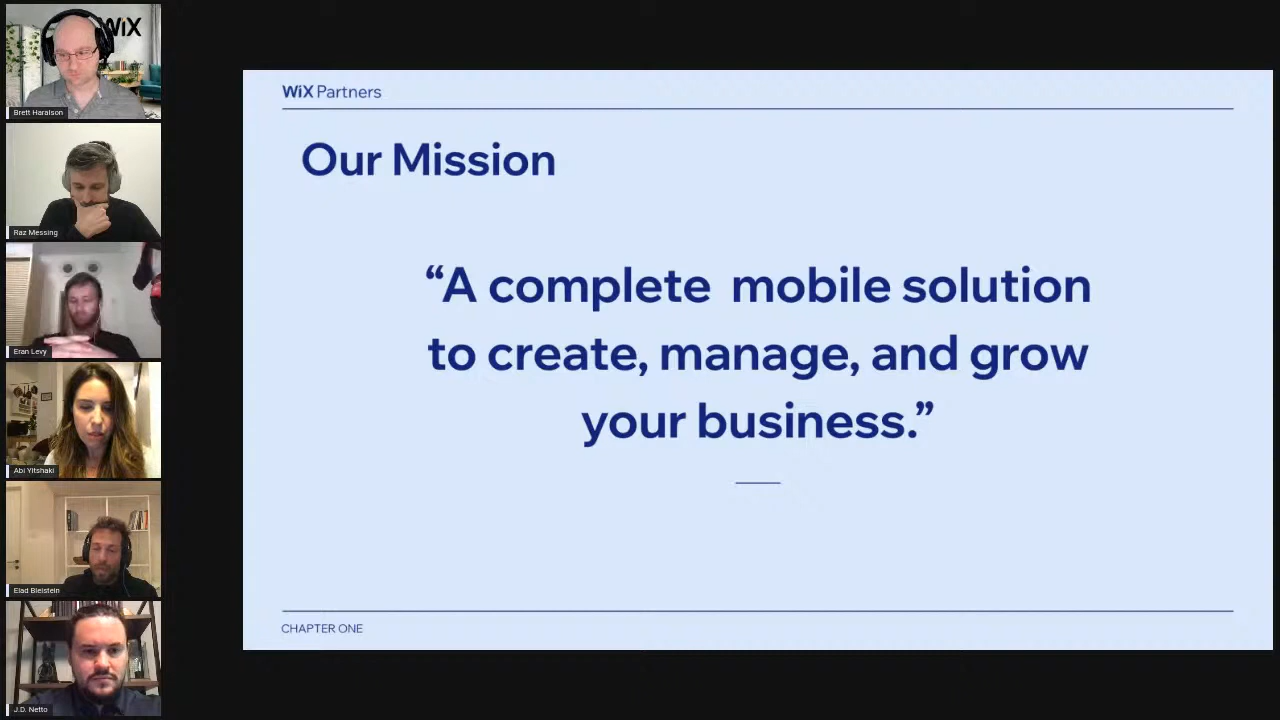 WiX
Brett Haralson
Raz Messing
Eran Levy
Abi Yitshaki
Elad Bleistein
J.D. Netto
WiX Partners
Our Mission
“A complete mobile solution
to create, manage, and grow
your business.”
CHAPTER ONE